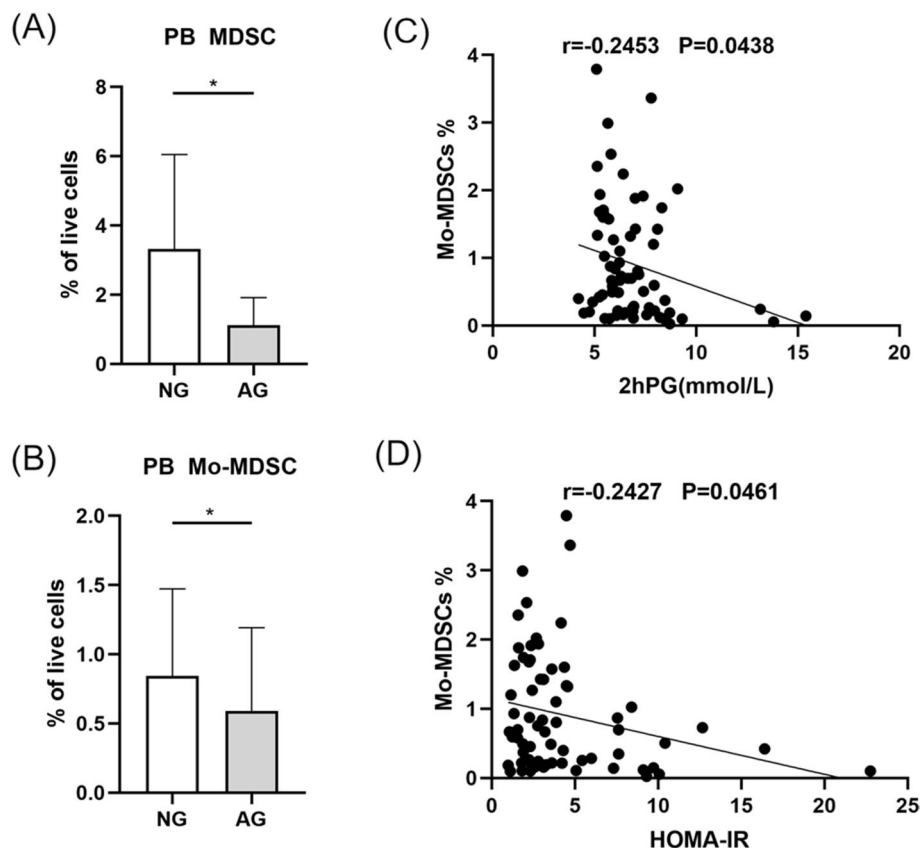 (A)
PB MDSC
*
8
6
4
2
0
% of live cells
NG AG
(B)
PB Mo-MDSC
*
2.0
1.5
1.0
0.5
0.0
% of live cells
NG AG
(C)
r=-0.2453 P=0.0438
4
3
2
1
0
Mo-MDSCs %
0 5 10 15 20
2hPG(mmol/L)
(D)
r=-0.2427 P=0.0461
4
3
2
1
0
Mo-MDSCs %
0 5 10 15 20 25
HOMA-IR